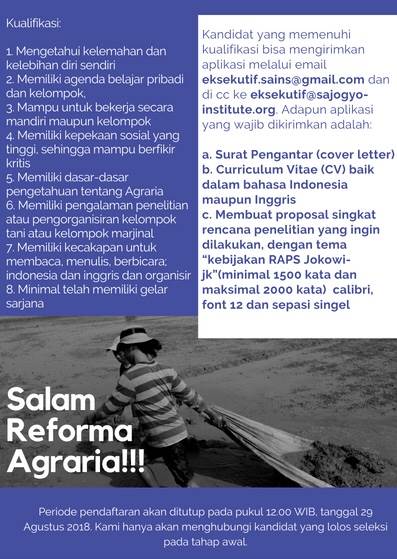 Kualifikasi:
1. Mengetahui kelemahan dan
kelebihan diri sendiri
2. Memiliki agenda belajar pribadi
dan kelompok,
3. Mampu untuk bekerja secara
mandiri maupun kelompok
4. Memiliki kepekaan sosial yang
tinggi, sehingga mampu berfikir
kritis
5. Memiliki dasar-dasar
pengetahuan tentang Agraria
6. Memiliki pengalaman penelitian
atau pengorganisiran kelompok
tani atau kelompok marjinal
7. Memiliki kecakapan untuk
membaca, menulis, berbicara;
indonesia dan inggris dan organisir
8. Minimal telah memiliki gelar
sarjana
Kandidat yang memenuhi
kualifikasi bisa mengirimkan
aplikasi melalui email
eksekutif.sains@gmail.com dan
di cc ke eksekutif@sajogyo-
institute.org. Adapun aplikasi
yang wajib dikirimkan adalah:
a. Surat Pengantar (cover letter)
b. Curriculum Vitae (CV) baik
dalam bahasa Indonesia
maupun Inggris
c. Membuat proposal singkat
rencana penelitian yang ingin
dilakukan, dengan tema
“kebijakan RAPS Jokowi-
jk”(minimal 1500 kata dan
maksimal 2000 kata) calibri,
font 12 dan sepasi singel
Salam
Reforma
Agraria!!!
Periode pendaftaran akan ditutup pada pukul 12.00 WIB, tanggal 29
Agustus 2018. Kami hanya akan menghubungi kandidat yang lolos seleksi
pada tahap awal.